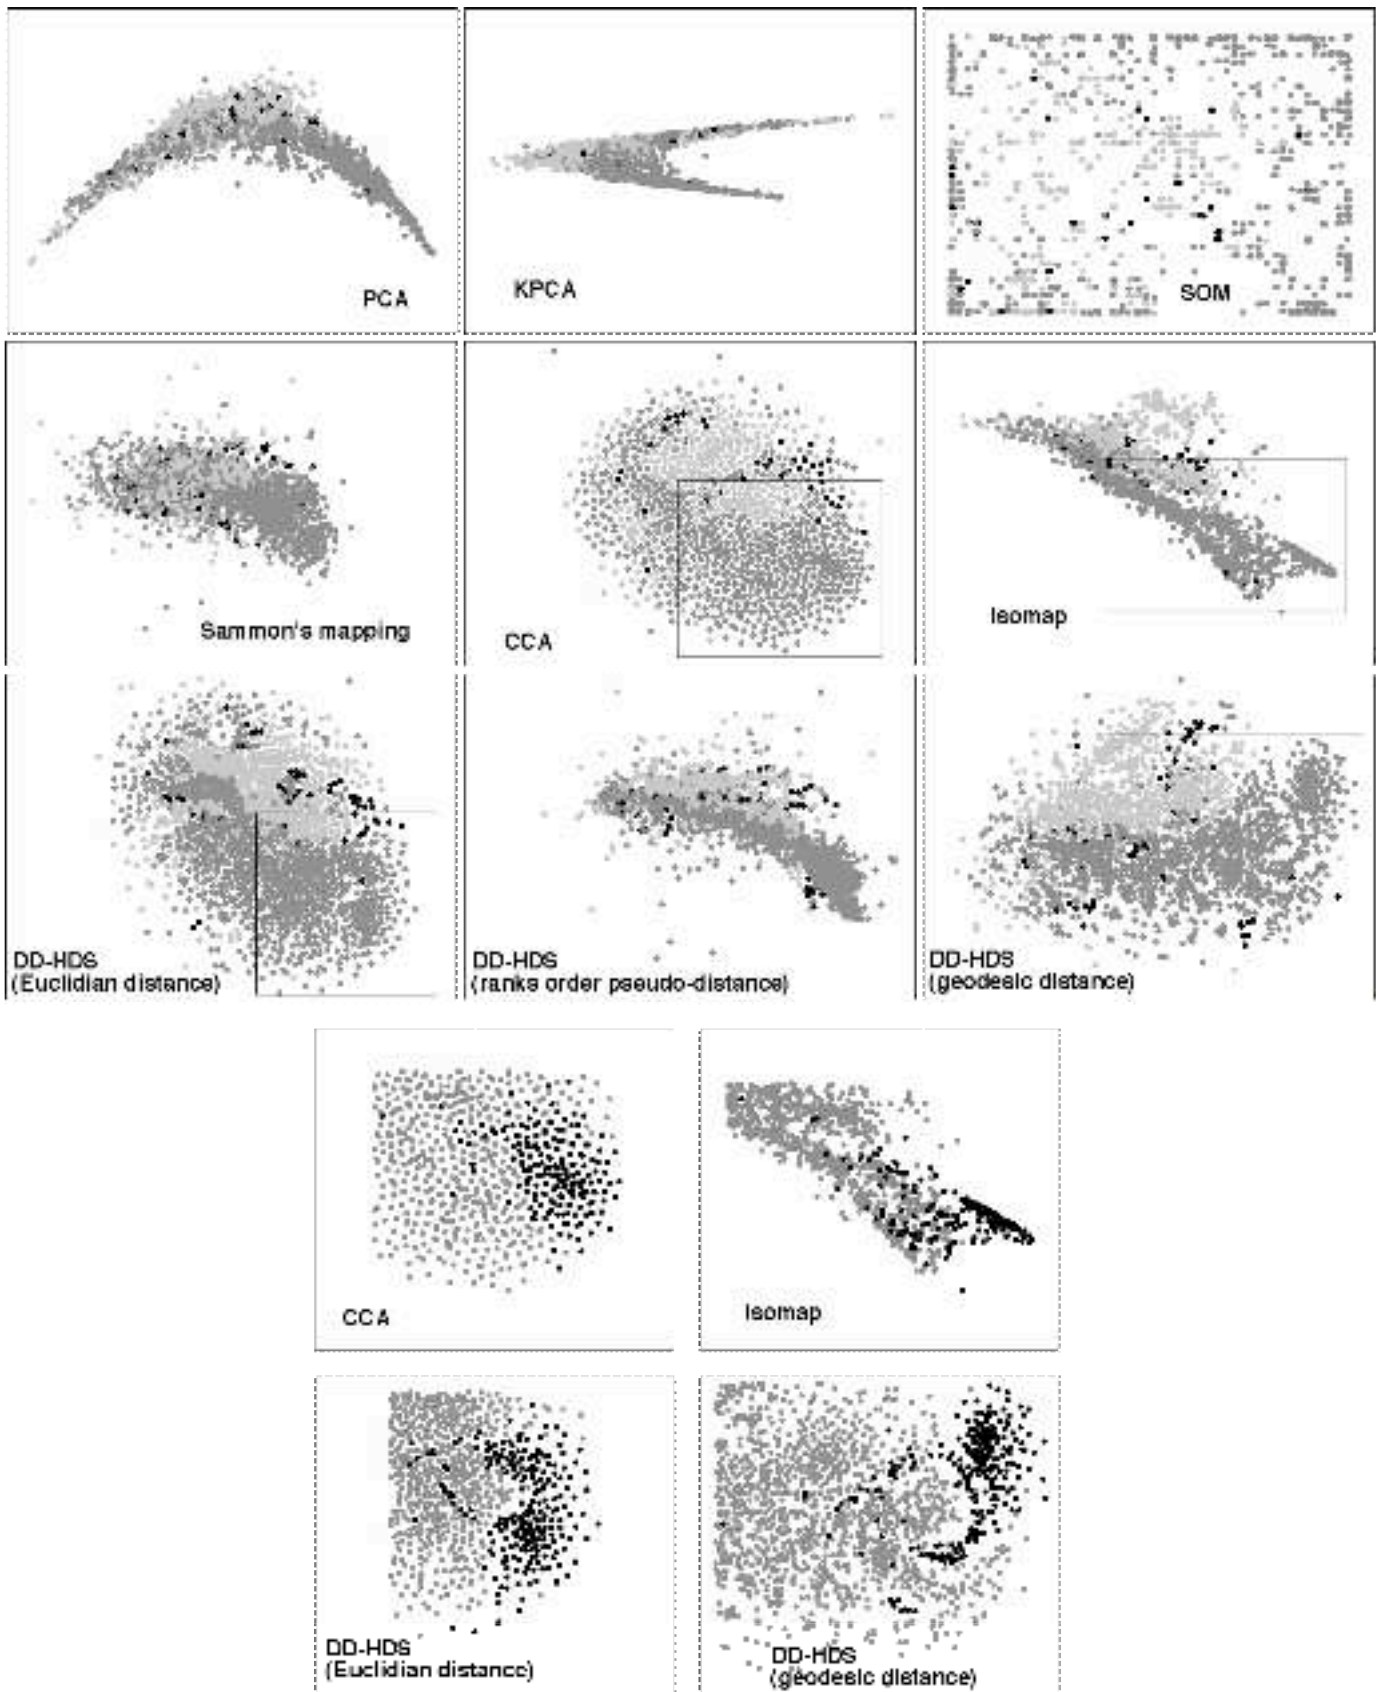 PCA
KPCA
SOM
Sammon's mapping
CCA
Isomap
DD-HDS
(Euclidian distance)
DD-HDS
(ranks order pseudo-distance)
DD-HDS
(geodesic distance)
CCA
Isomap
DD-HDS
(Euclidian distance)
DD-HDS
(geodesic distance)